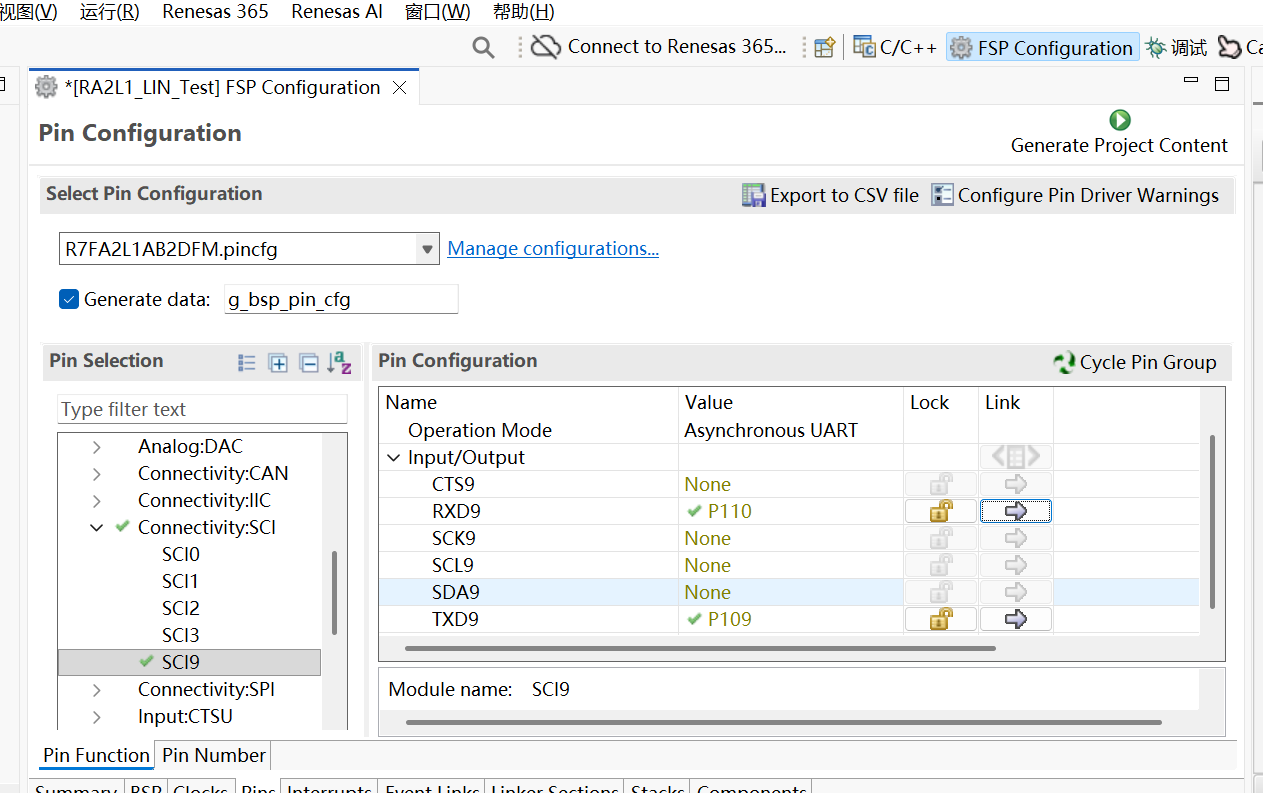 视图(V) 运行(R) Renesas 365 Renesas AI 窗口(W) 帮助(H)
Connect to Renesas 365... C/C++ FSP Configuration 调试
*[RA2L1_LIN_Test] FSP Configuration
Pin Configuration
Generate Project Content
Select Pin Configuration Export to CSV file Configure Pin Driver Warnings
R7FA2L1AB2DFM.pincfg Manage configurations...
Generate data: g_bsp_pin_cfg
Pin Selection
Type filter text
Analog:DAC
Connectivity:CAN
Connectivity:IIC
Connectivity:SCI
SCI0
SCI1
SCI2
SCI3
SCI9
Connectivity:SPI
Input:CTSU
Pin Configuration Cycle Pin Group
Name Value Lock Link
Operation Mode Asynchronous UART
Input/Output
CTS9 None
RXD9 P110
SCK9 None
SCL9 None
SDA9 None
TXD9 P109
Module name: SCI9
Pin Function Pin Number
Summary BSP Clocks Pins Interrupts Event Links Linker Sections Stacks Components